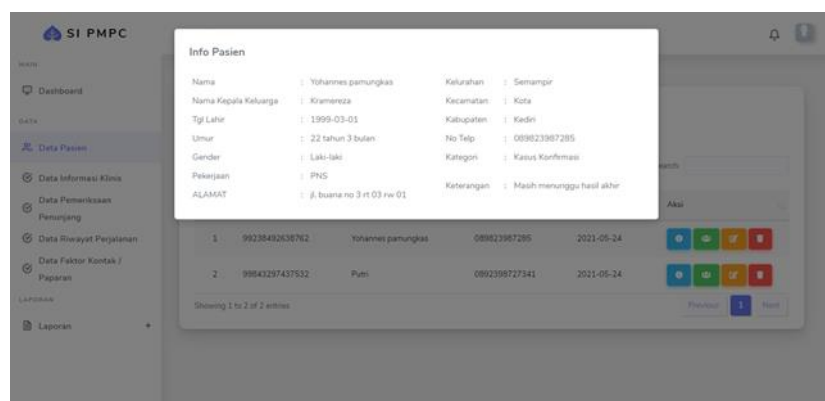 SI PMPC
MAIN
Dashboard
DATA
Data Pasien
Data Informasi Klinis
Data Pemeriksaan
Penunjang
Data Riwayat Perjalanan
Data Faktor Kontak /
Paparan
LAPORAN
Laporan +
Info Pasien
Nama : Yohannes pamungkas
Nama Kepala Keluarga : Kramereza
Tgl Lahir : 1999-03-01
Umur : 22 tahun 3 bulan
Gender : Laki-laki
Pekerjaan : PNS
ALAMAT : jl. buana no 3 rt 03 rw 01
Kelurahan : Semampir
Kecamatan : Kota
Kabupaten : Kediri
No Telp : 089823987285
Kategori : Kasus Konfirmasi
Keterangan : Masih menunggu hasil akhir
Search:
Aksi
1 99238492638762 Yohannes pamungkas 089823987285 2021-05-24
2 99843297437532 Putri 0892398727341 2021-05-24
Showing 1 to 2 of 2 entries
Previous 1 Next